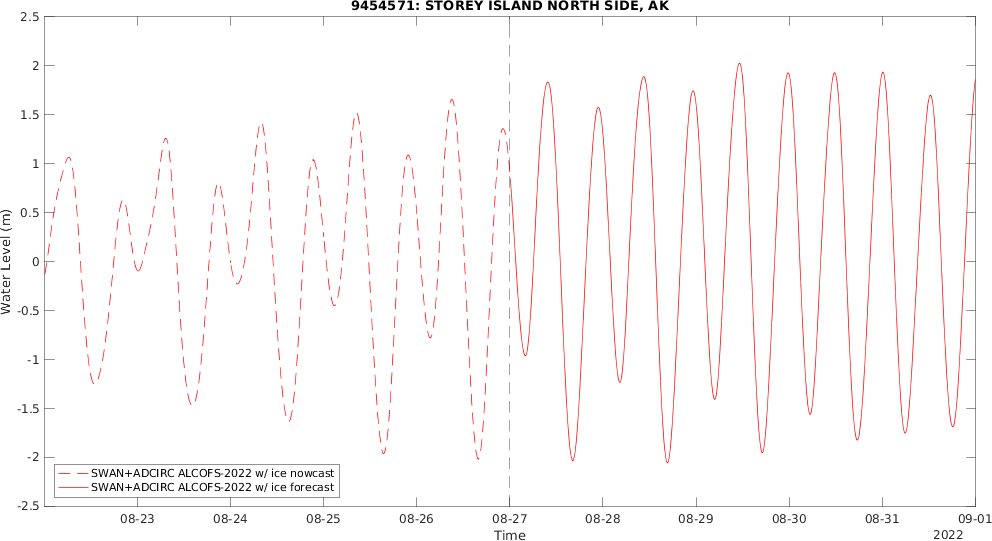 9454571: STOREY ISLAND NORTH SIDE, AK
2.5
2
1.5
1
0.5
0
-0.5
-1
-1.5
-2
-2.5
Water Level (m)
SWAN+ADCIRC ALCOFS-2022 w/ ice nowcast
SWAN+ADCIRC ALCOFS-2022 w/ ice forecast
08-23 08-24 08-25 08-26 08-27 08-28 08-29 08-30 08-31 09-01
Time
2022